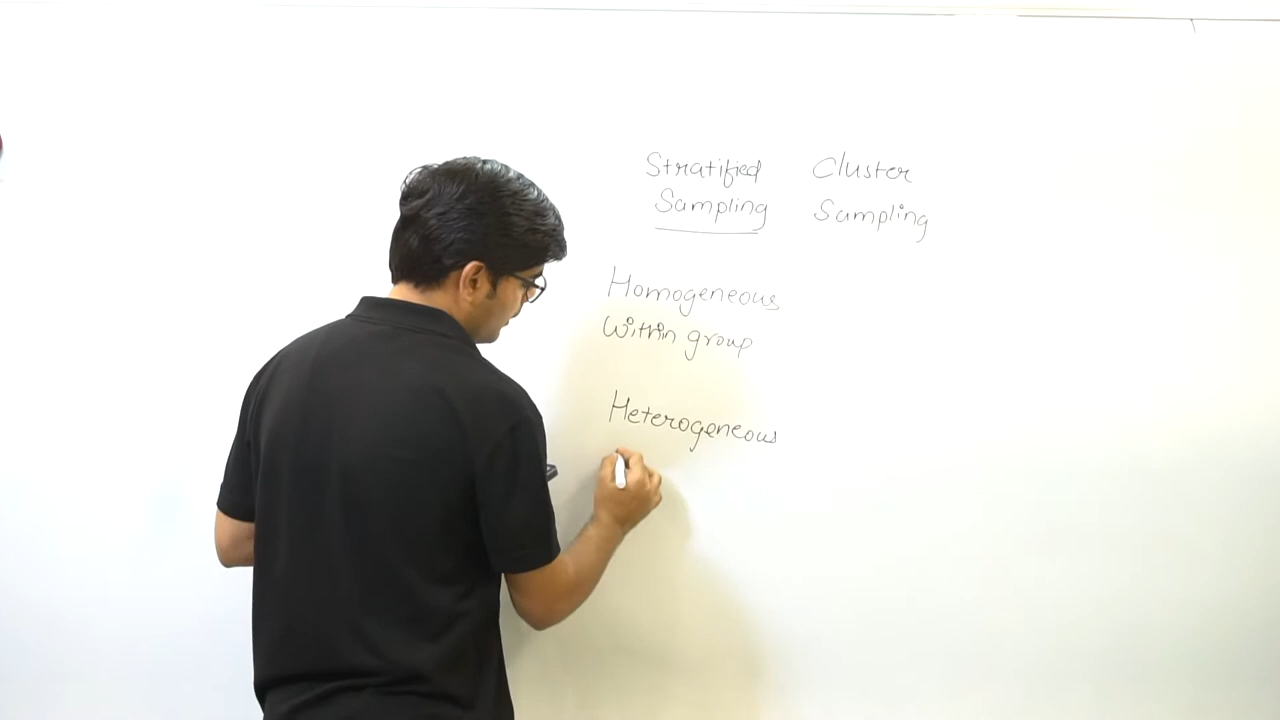 Stratified Cluster
Sampling Sampling
Homogeneous
Within group
Heterogeneous